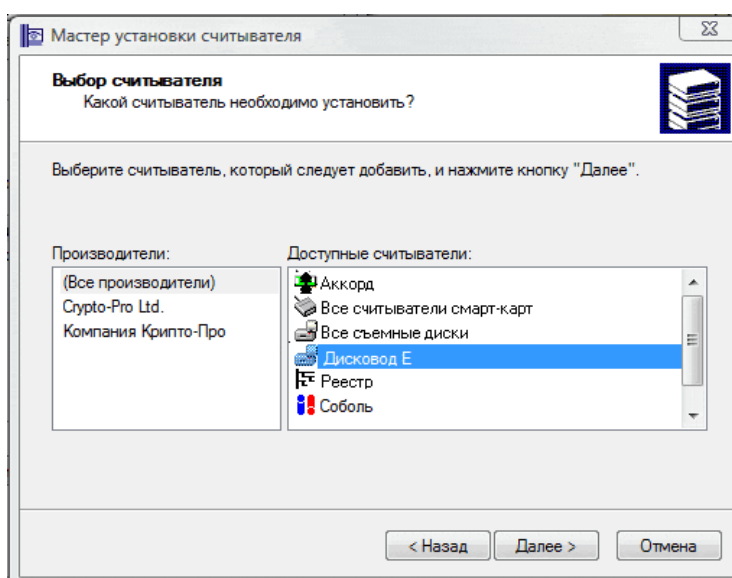 Мастер установки считывателя
Выбор считывателя
Какой считыватель необходимо установить?
Выберите считыватель, который следует добавить, и нажмите кнопку "Далее".
Производители:
(Все производители)
Crypto-Pro Ltd.
Компания Крипто-Про
Доступные считыватели:
Аккорд
Все считыватели смарт-карт
Все съемные диски
Дисковод E
Реестр
Соболь
< Назад
Далее >
Отмена